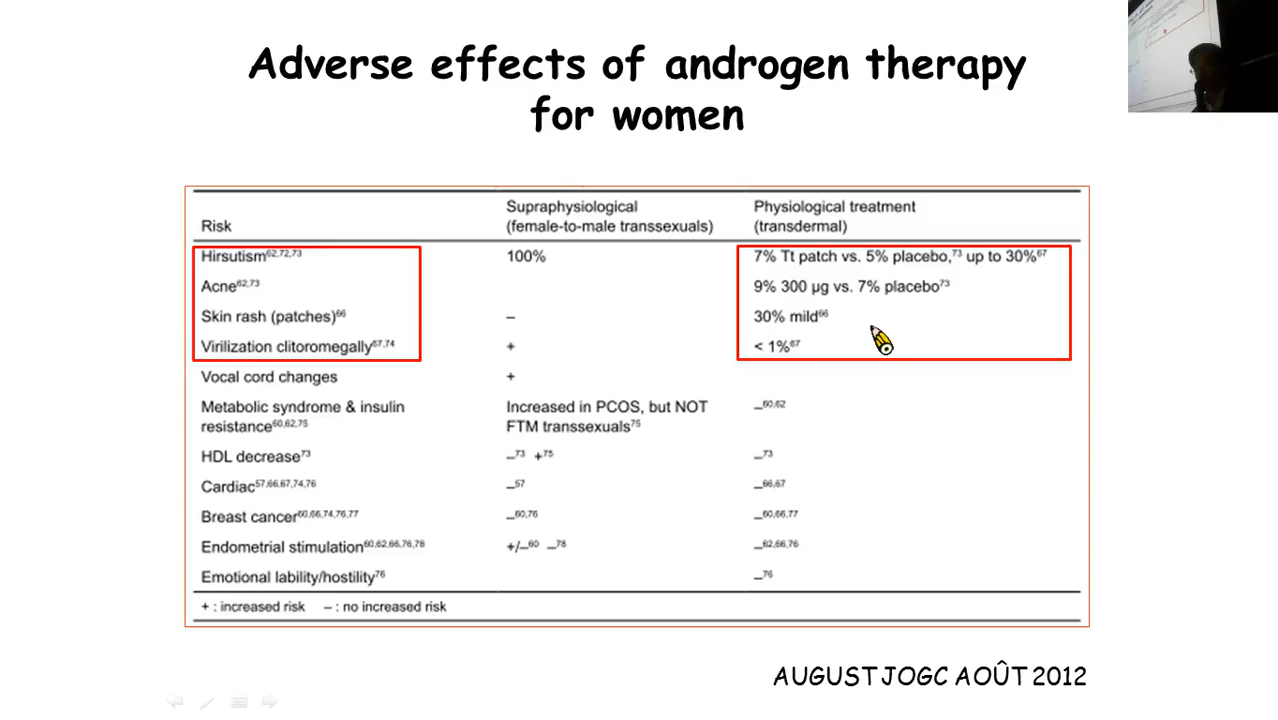 Adverse effects of androgen therapy
for women
Risk
Supraphysiological
(female-to-male transsexuals)
Physiological treatment
(transdermal)
Hirsutism62,72,73 100% 7% Tt patch vs. 5% placebo,73 up to 30%67
Acne62,73 9% 300 µg vs. 7% placebo73
Skin rash (patches)66 – 30% mild66
Virilization clitoromegally67,74 + < 1%67
Vocal cord changes +
Metabolic syndrome & insulin
resistance60,62,75
Increased in PCOS, but NOT
FTM transsexuals75
–60,62
HDL decrease73 –73 +75 –73
Cardiac57,66,67,74,76 –57 –66,67
Breast cancer60,66,74,76,77 –60,76 –60,66,77
Endometrial stimulation60,62,66,76,78 +/–60 –78 –62,66,76
Emotional lability/hostility76 –76
+ : increased risk – : no increased risk
AUGUST JOGC AOÛT 2012